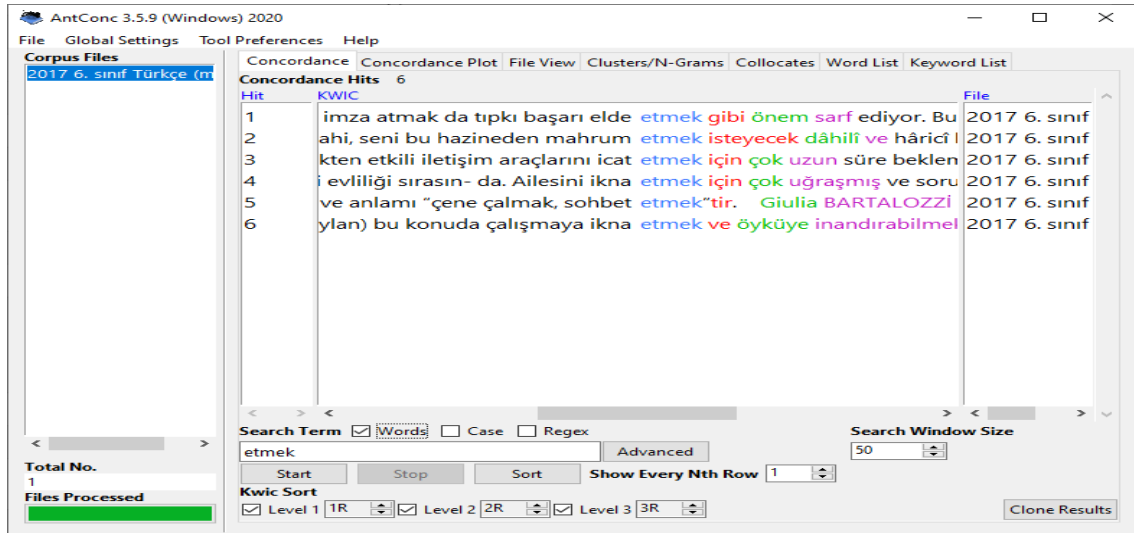 AntConc 3.5.9 (Windows) 2020
File Global Settings Tool Preferences Help
Corpus Files
2017 6. sınıf Türkçe (m
Concordance Concordance Plot File View Clusters/N-Grams Collocates Word List Keyword List
Concordance Hits 6
Hit KWIC File
1 imza atmak da tıpkı başarı elde etmek gibi önem sarf ediyor. Bu 2017 6. sınıf
2 ahi, seni bu hazineden mahrum etmek isteyecek dâhilî ve hâricî 2017 6. sınıf
3 kten etkili iletişim araçlarını icat etmek için çok uzun süre beklen 2017 6. sınıf
4 i evliliği sırasın- da. Ailesini ikna etmek için çok uğraşmış ve soru 2017 6. sınıf
5 ve anlamı “çene çalmak, sohbet etmek”tir. Giulia BARTALOZZİ 2017 6. sınıf
6 ylan) bu konuda çalışmaya ikna etmek ve öyküye inandırabilmel 2017 6. sınıf
Search Term Words Case Regex Search Window Size
etmek Advanced 50
Start Stop Sort Show Every Nth Row 1
Kwic Sort
Level 1 1R Level 2 2R Level 3 3R Clone Results
Total No.
1
Files Processed